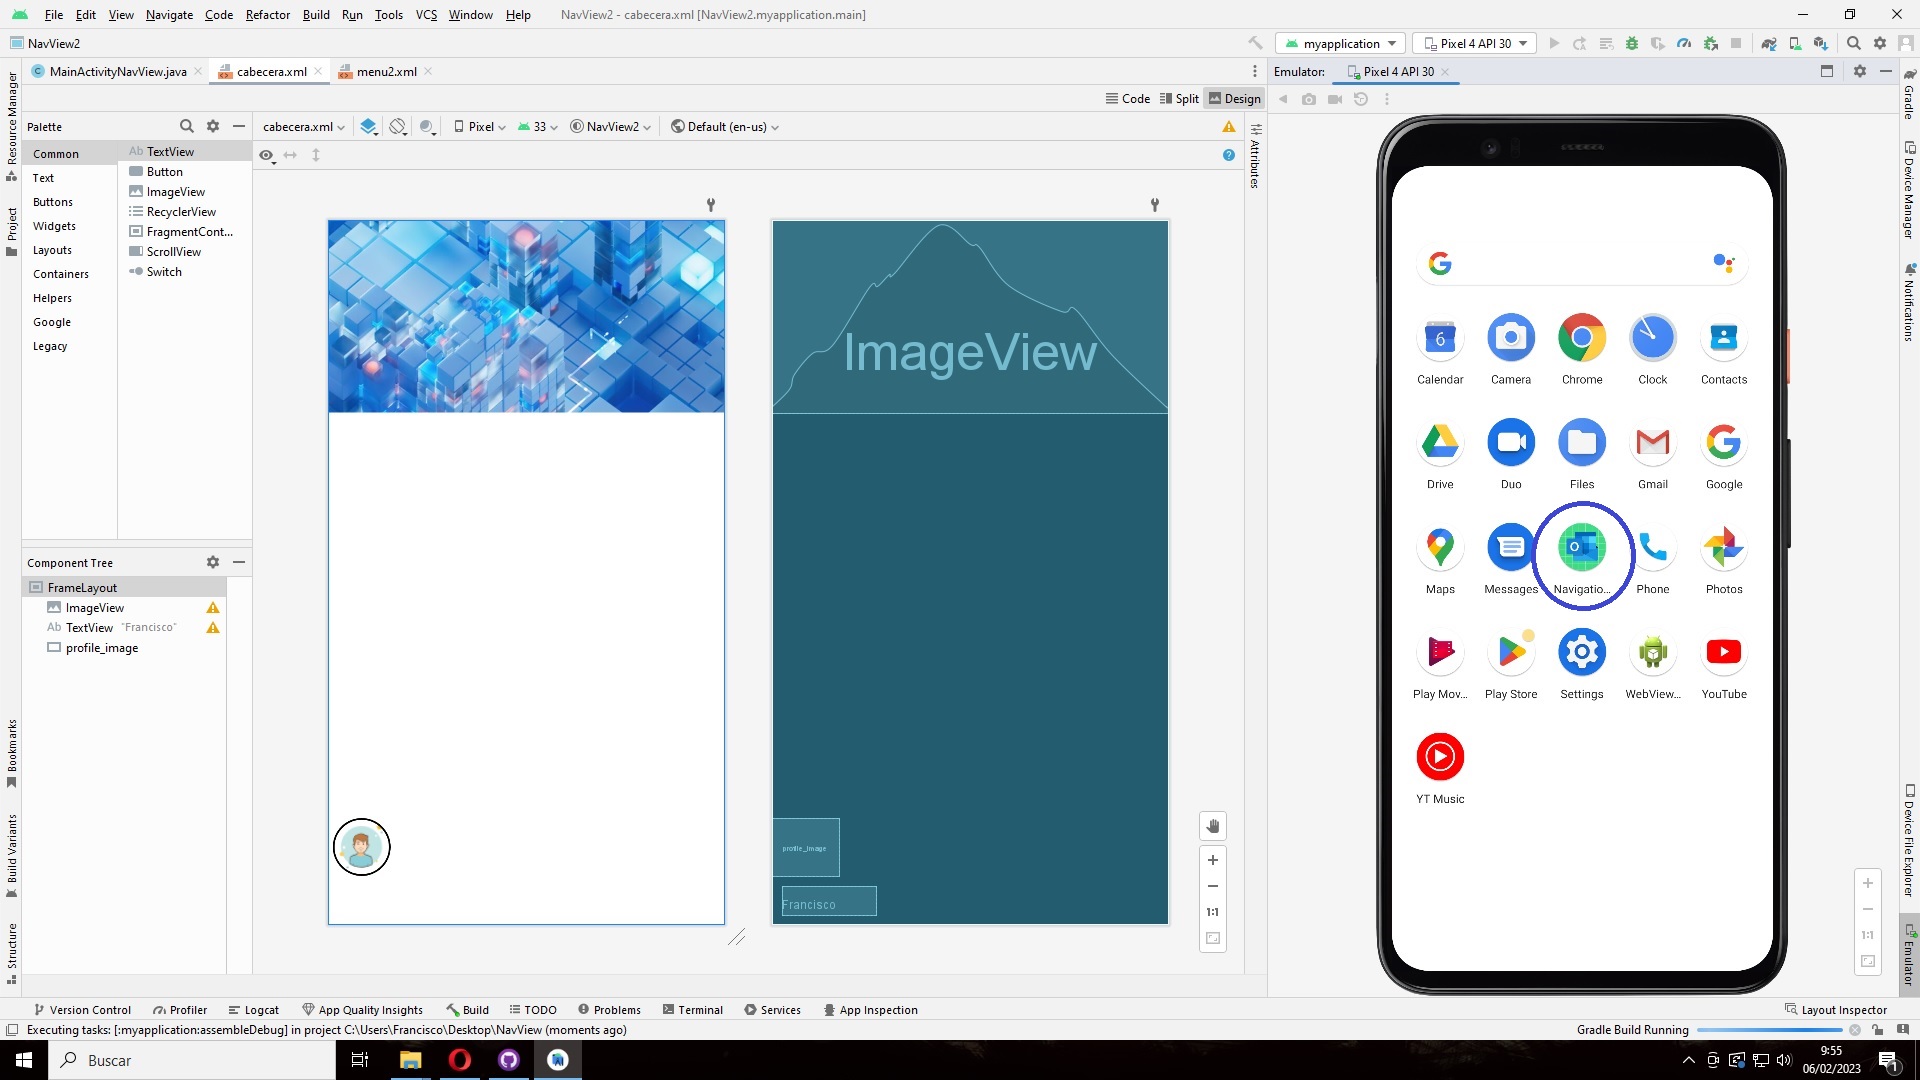 File Edit View Navigate Code Refactor Build Run Tools VCS Window Help NavView2 - cabecera.xml [NavView2.myapplication.main]
NavView2 myapplication Pixel 4 API 30
MainActivityNavView.java cabecera.xml menu2.xml Emulator: Pixel 4 API 30
Code Split Design
Palette cabecera.xml Pixel 33 NavView2 Default (en-us)
Common
Text
Buttons
Widgets
Layouts
Containers
Helpers
Google
Legacy
Ab TextView
Button
ImageView
RecyclerView
FragmentCont...
ScrollView
Switch
Component Tree
FrameLayout
ImageView
Ab TextView "Francisco"
profile_image
ImageView
profile_image
Francisco
1:1
Resource Manager
Project
Bookmarks
Build Variants
Structure
Attributes
Calendar Camera Chrome Clock Contacts
Drive Duo Files Gmail Google
Maps Messages Navigatio... Phone Photos
Play Mov... Play Store Settings WebView... YouTube
YT Music
6
1:1
Gradle
Device Manager
Notifications
Device File Explorer
Emulator
Version Control Profiler Logcat App Quality Insights Build TODO Problems Terminal Services App Inspection Layout Inspector
Executing tasks: [:myapplication:assembleDebug] in project C:\Users\Francisco\Desktop\NavView (moments ago) Gradle Build Running
Buscar
9:55
06/02/2023
1